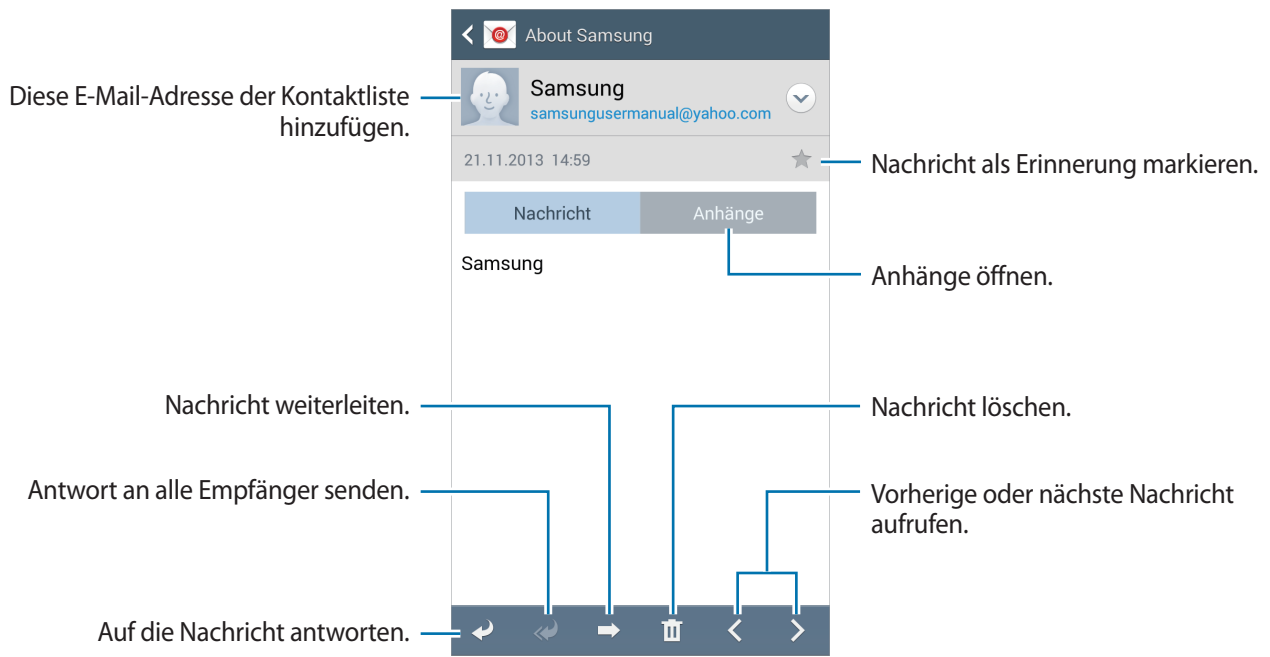 About Samsung
Diese E-Mail-Adresse der Kontaktliste
hinzufügen.
Samsung
samsungusermanual@yahoo.com
21.11.2013 14:59
Nachricht als Erinnerung markieren.
Nachricht
Anhänge
Samsung
Anhänge öffnen.
Nachricht weiterleiten.
Nachricht löschen.
Antwort an alle Empfänger senden.
Vorherige oder nächste Nachricht
aufrufen.
Auf die Nachricht antworten.